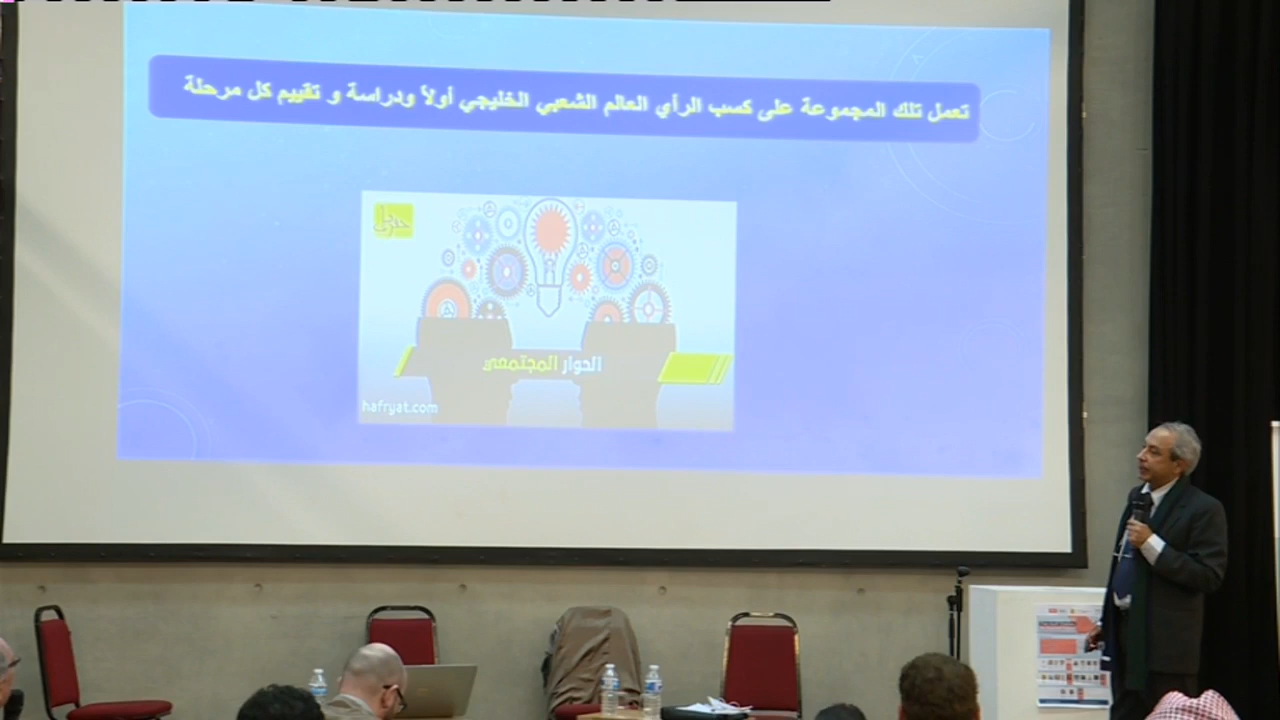 تعمل تلك المجموعة على كسب الرأي العالم الشعبي الخليجي أولاً ودراسة و تقييم كل مرحلة
الحوار المجتمعي
hafryat.com